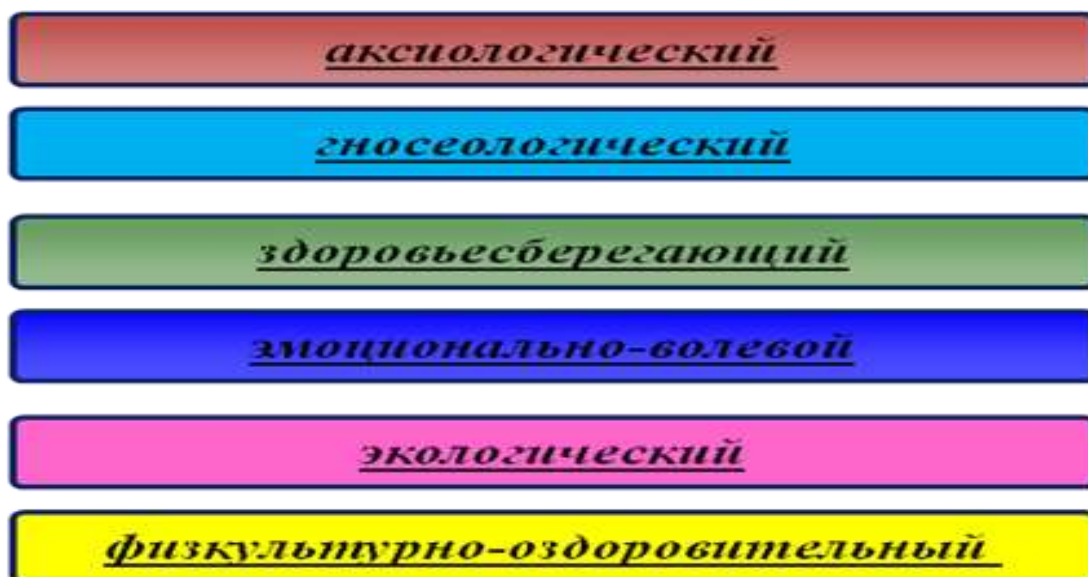 аксиологический
гносеологический
здоровьесберегающий
эмоционально-волевой
экологический
физкультурно-оздоровительный